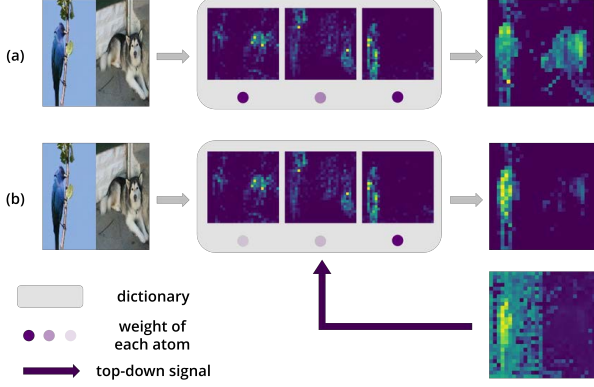 (a)
(b)
dictionary
weight of
each atom
top-down signal